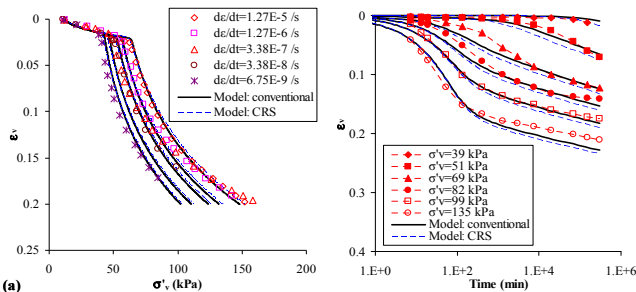 0
0.05
0.1
0.15
0.2
0.25
εv
0 50 100 150 200
σ'v (kPa)
(a)
dε/dt=1.27E-5 /s
dε/dt=1.27E-6 /s
dε/dt=3.38E-7 /s
dε/dt=3.38E-8 /s
dε/dt=6.75E-9 /s
Model: conventional
Model: CRS
0
0.1
0.2
0.3
0.4
εv
1.E+0 1.E+2 1.E+4 1.E+6
Time (min)
σ'v=39 kPa
σ'v=51 kPa
σ'v=69 kPa
σ'v=82 kPa
σ'v=99 kPa
σ'v=135 kPa
Model: conventional
Model: CRS